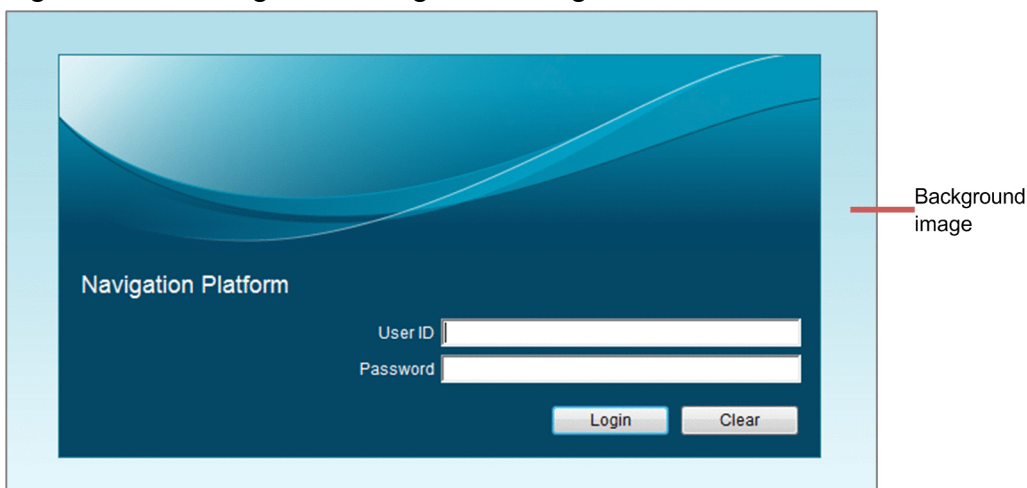 Background
image
Navigation Platform
User ID
Password
Login Clear